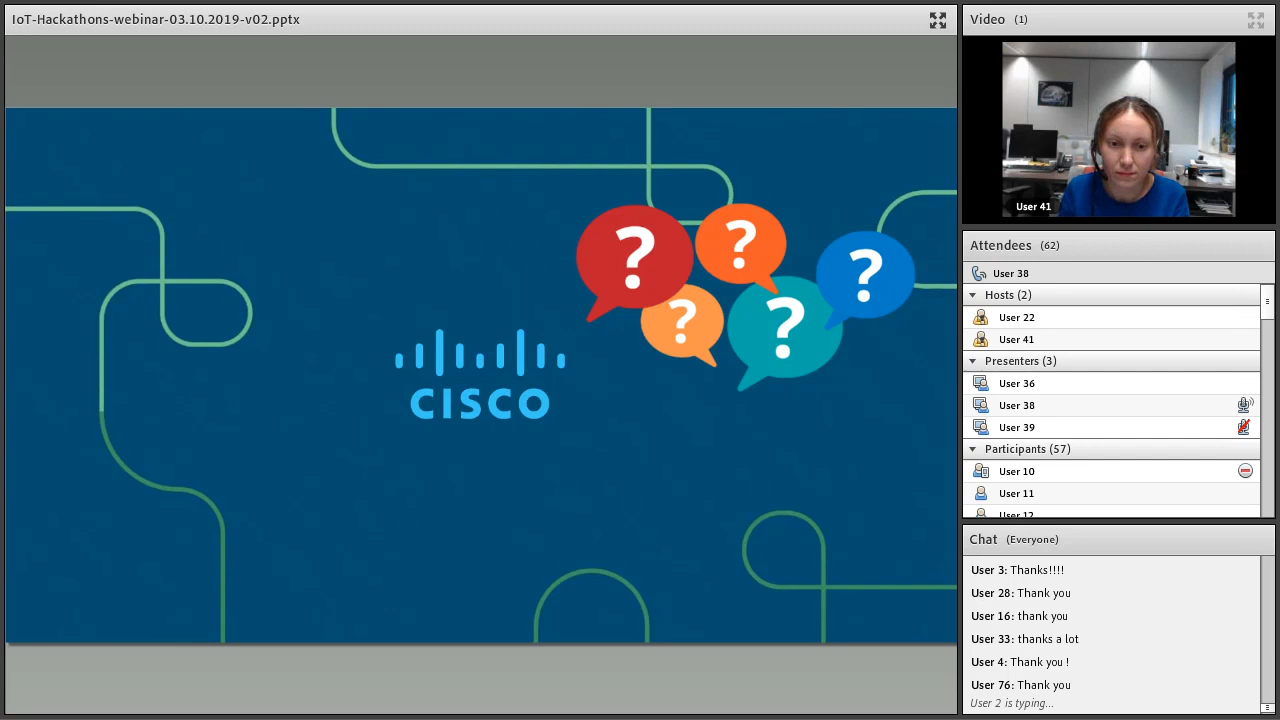 IoT-Hackathons-webinar-03.10.2019-v02.pptx
?
?
?
?
?
CISCO
Video (1)
User 41
Attendees (62)
User 38
Hosts (2)
User 22
User 41
Presenters (3)
User 36
User 38
User 39
Participants (57)
User 10
User 11
User 12
Chat (Everyone)
User 3: Thanks!!!!
User 28: Thank you
User 16: thank you
User 33: thanks a lot
User 4: Thank you !
User 76: Thank you
User 2 is typing...